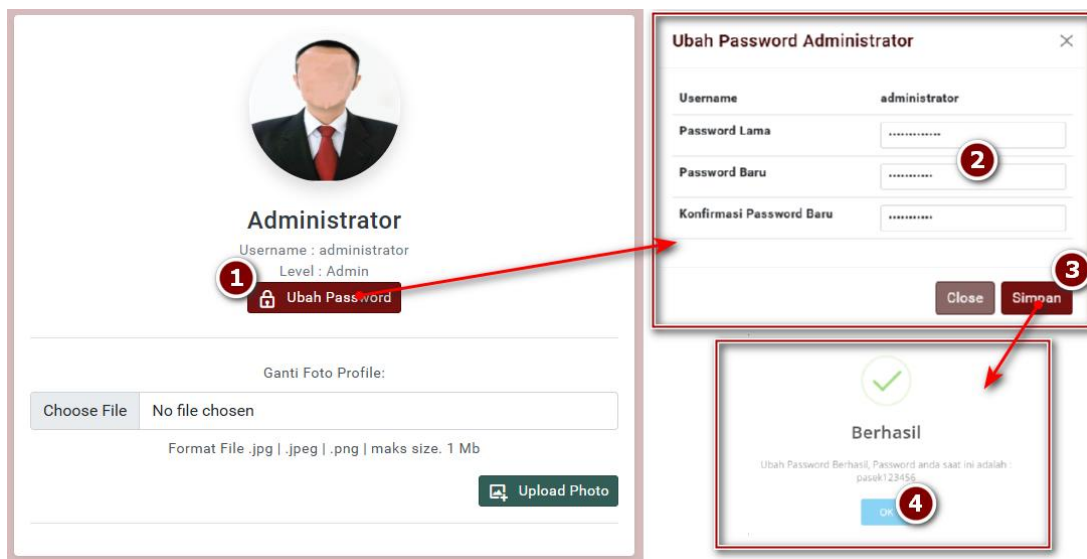 Administrator
Username : administrator
Level : Admin
1
Ubah Password
Ganti Foto Profile:
Choose File No file chosen
Format File .jpg | .jpeg | .png | maks size. 1 Mb
Upload Photo
Ubah Password Administrator
Username administrator
Password Lama ·············
2
Password Baru ···········
Konfirmasi Password Baru ···········
3
Close Simpan
Berhasil
Ubah Password Berhasil, Password anda saat ini adalah :
pasek123456
OK
4